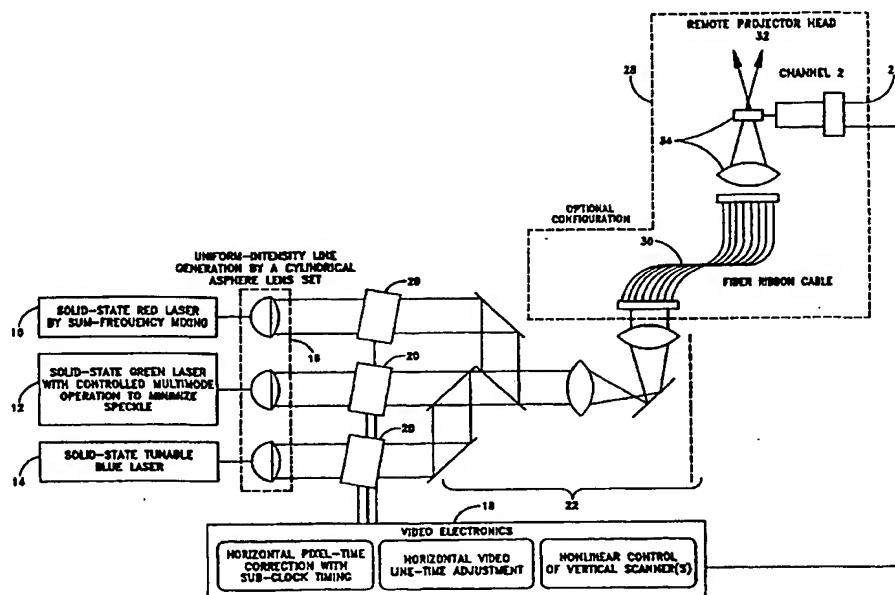 REMOTE PROJECTOR HEAD
32
28
CHANNEL 2
2
34
OPTIONAL
CONFIGURATION
30
FIBER RIBBON CABLE
UNIFORM-INTENSITY LINE
GENERATION BY A CYLINDRICAL
ASPHERE LENS SET
20
SOLID-STATE RED LASER
BY SUM-FREQUENCY MIXING
10
16
20
SOLID-STATE GREEN LASER
WITH CONTROLLED MULTIMODE
OPERATION TO MINIMIZE
SPECKLE
12
20
SOLID-STATE TUNABLE
BLUE LASER
14
22
18
VIDEO ELECTRONICS
HORIZONTAL PIXEL-TIME
CORRECTION WITH
SUB-CLOCK TIMING
HORIZONTAL VIDEO
LINE-TIME ADJUSTMENT
NONLINEAR CONTROL
OF VERTICAL SCANNER(S)